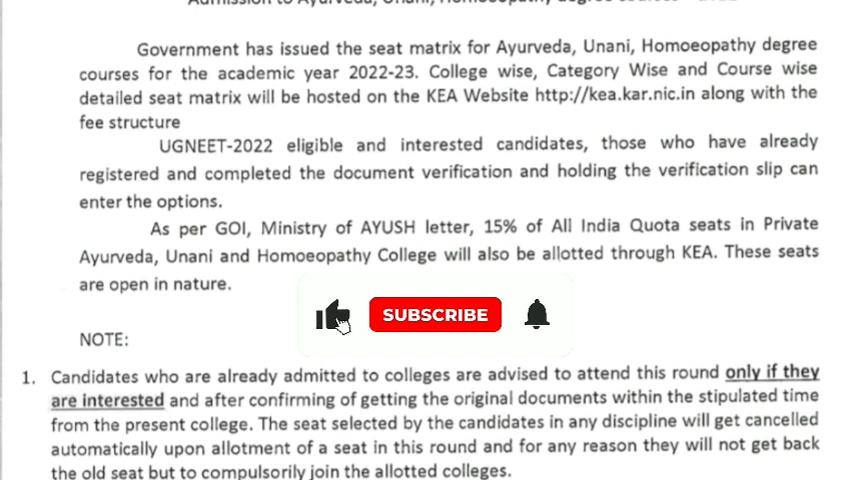 Admission to Ayurveda, Unani, Homoeopathy degree courses - 2022
Government has issued the seat matrix for Ayurveda, Unani, Homoeopathy degree
courses for the academic year 2022-23. College wise, Category Wise and Course wise
detailed seat matrix will be hosted on the KEA Website http://kea.kar.nic.in along with the
fee structure
UGNEET-2022 eligible and interested candidates, those who have already
registered and completed the document verification and holding the verification slip can
enter the options.
As per GOI, Ministry of AYUSH letter, 15% of All India Quota seats in Private
Ayurveda, Unani and Homoeopathy College will also be allotted through KEA. These seats
are open in nature.
SUBSCRIBE
NOTE:
1. Candidates who are already admitted to colleges are advised to attend this round only if they
are interested and after confirming of getting the original documents within the stipulated time
from the present college. The seat selected by the candidates in any discipline will get cancelled
automatically upon allotment of a seat in this round and for any reason they will not get back
the old seat but to compulsorily join the allotted colleges.